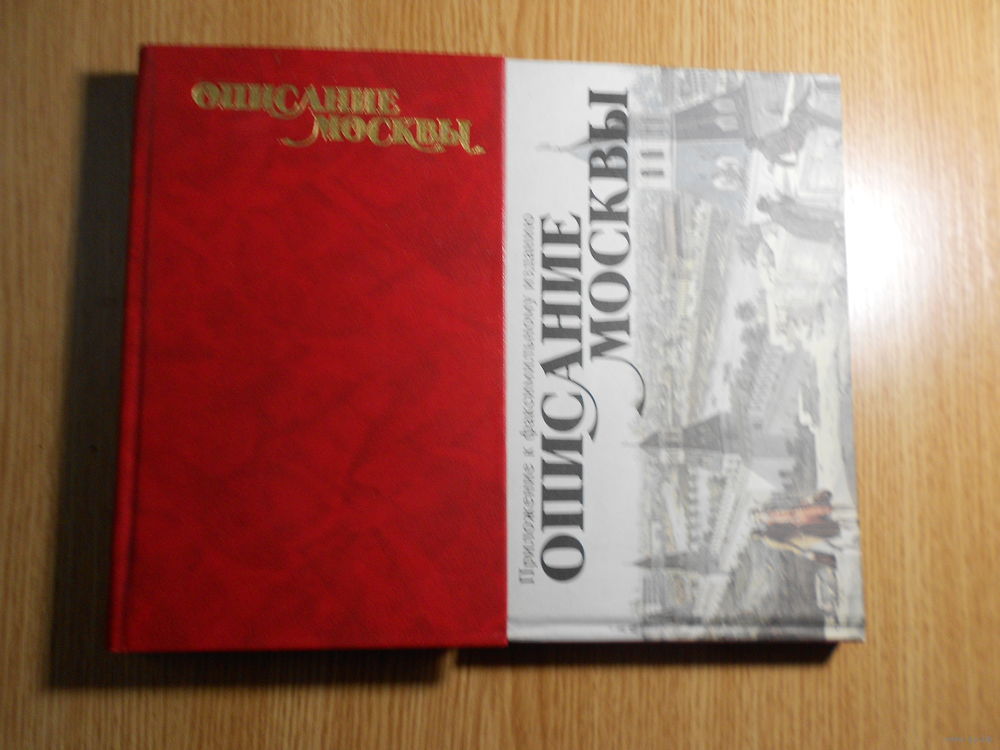 ОПИСАНИЕ
МОСКВЫ
Приложение к факсимильному изданию
ОПИСАНИЕ
МОСКВЫ